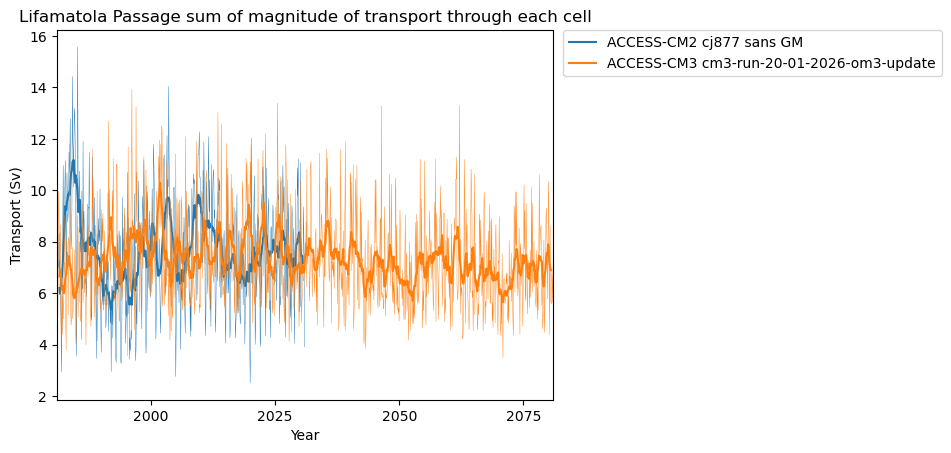 Lifamatola Passage sum of magnitude of transport through each cell
ACCESS-CM2 cj877 sans GM
ACCESS-CM3 cm3-run-20-01-2026-om3-update
Transport (Sv)
16
14
12
10
8
6
4
2
2000 2025 2050 2075
Year